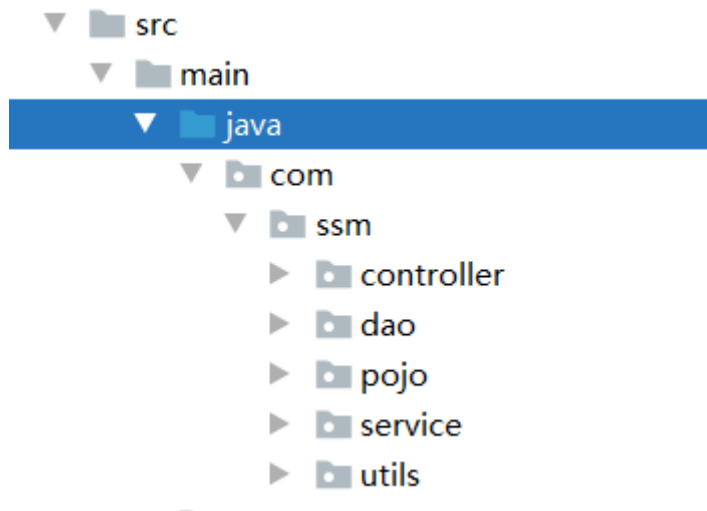 src
main
java
com
ssm
controller
dao
pojo
service
utils